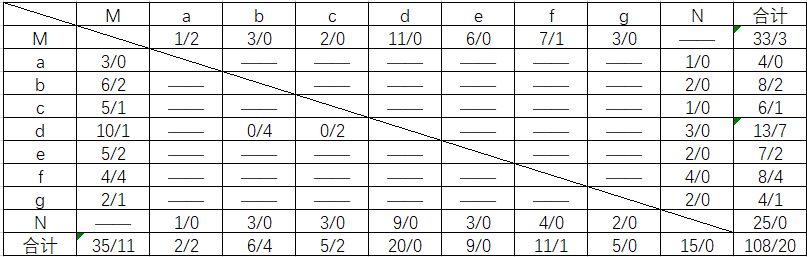 M a b c d e f g N 合计
M 1/2 3/0 2/0 11/0 6/0 7/1 3/0 —— 33/3
a 3/0 —— —— —— —— —— —— 1/0 4/0
b 6/2 —— —— —— —— —— —— 2/0 8/2
c 5/1 —— —— —— —— —— —— 1/0 6/1
d 10/1 —— 0/4 0/2 —— —— —— 3/0 13/7
e 5/2 —— —— —— —— —— —— 2/0 7/2
f 4/4 —— —— —— —— —— —— 4/0 8/4
g 2/1 —— —— —— —— —— —— 2/0 4/1
N —— 1/0 3/0 3/0 9/0 3/0 4/0 2/0 25/0
合计 35/11 2/2 6/4 5/2 20/0 9/0 11/1 5/0 15/0 108/20